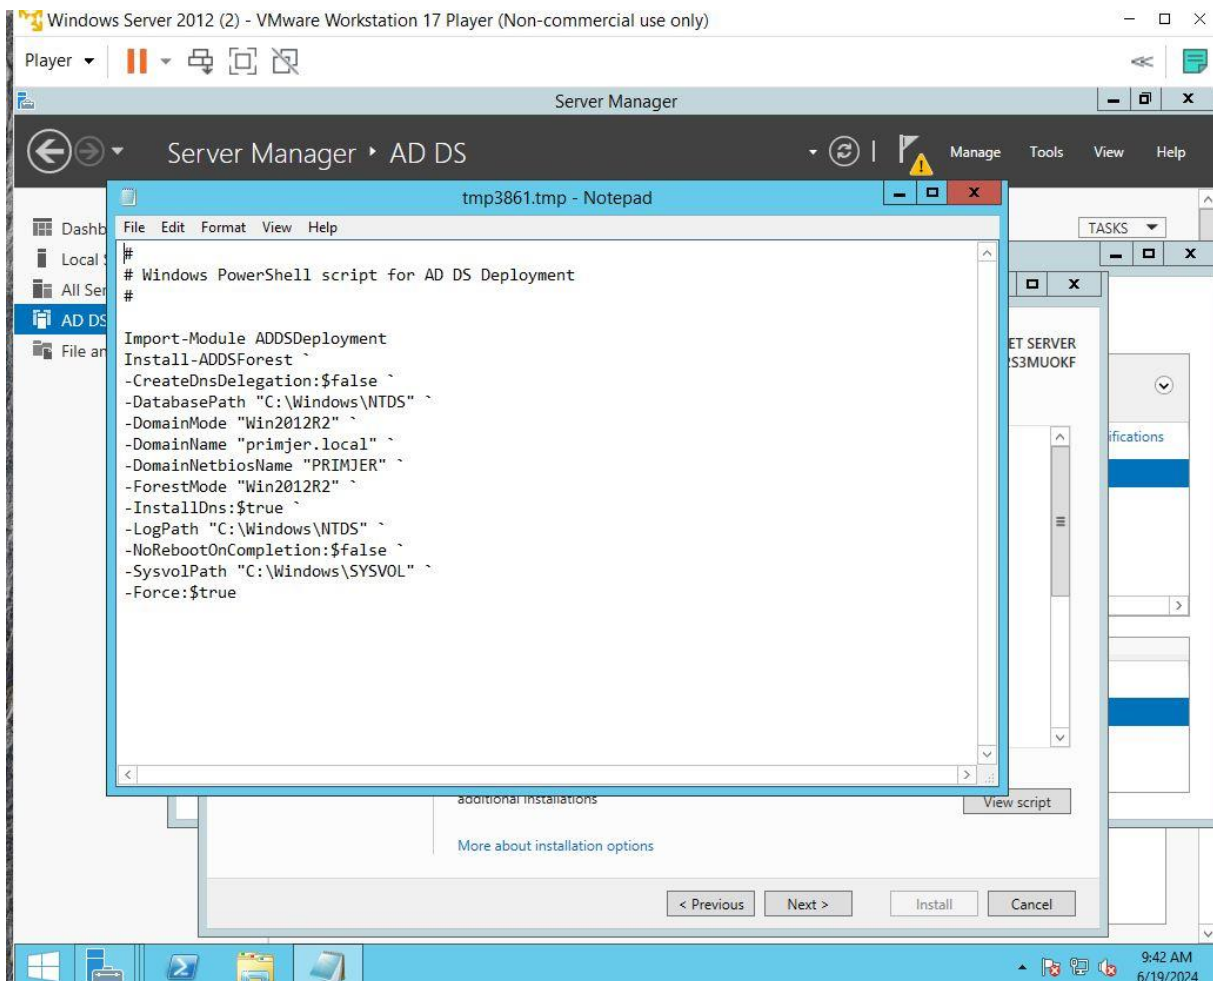 Windows Server 2012 (2) - VMware Workstation 17 Player (Non-commercial use only)
Player
Server Manager
Server Manager AD DS
Manage Tools View Help
tmp3861.tmp - Notepad
File Edit Format View Help
#
# Windows PowerShell script for AD DS Deployment
#
Import-Module ADDSDeployment
Install-ADDSForest `
-CreateDnsDelegation:$false `
-DatabasePath "C:\Windows\NTDS" `
-DomainMode "Win2012R2" `
-DomainName "primjer.local" `
-DomainNetbiosName "PRIMJER" `
-ForestMode "Win2012R2" `
-InstallDns:$true `
-LogPath "C:\Windows\NTDS" `
-NoRebootOnCompletion:$false `
-SysvolPath "C:\Windows\SYSVOL" `
-Force:$true
Dashb
Local
All Ser
AD DS
File an
TASKS
ET SERVER
S3MUOKF
ifications
additional installations
View script
More about installation options
< Previous Next > Install Cancel
9:42 AM
6/19/2024